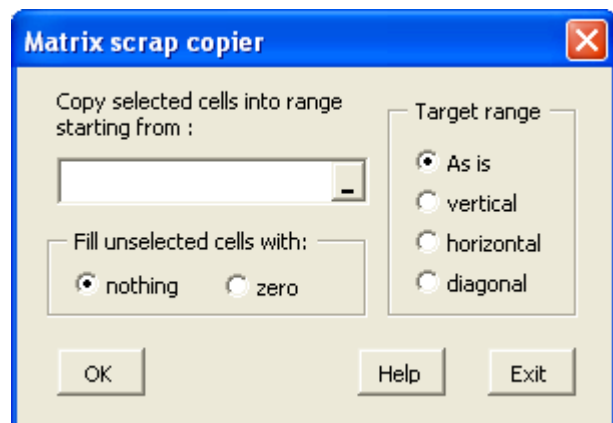 Matrix scrap copier
Copy selected cells into range
starting from :
Target range
As is
vertical
horizontal
diagonal
Fill unselected cells with:
nothing
zero
OK
Help
Exit